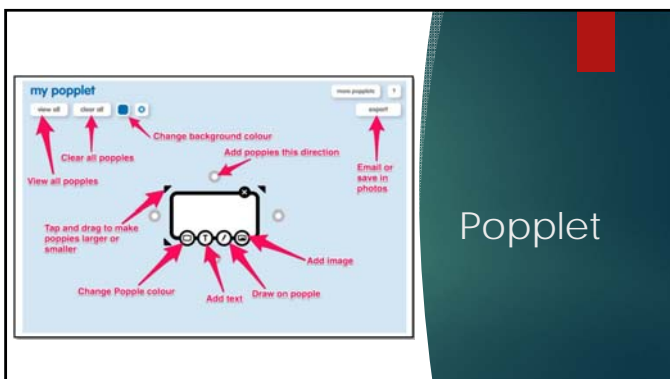 my popplet
more popplets ?
view all clear all export
Change background colour
Clear all popples
Add poppies this direction
View all popples
Email or
save in
photos
Tap and drag to make
poppies larger or
smaller
T
Add image
Change Popple colour
Add text
Draw on popple
Popplet